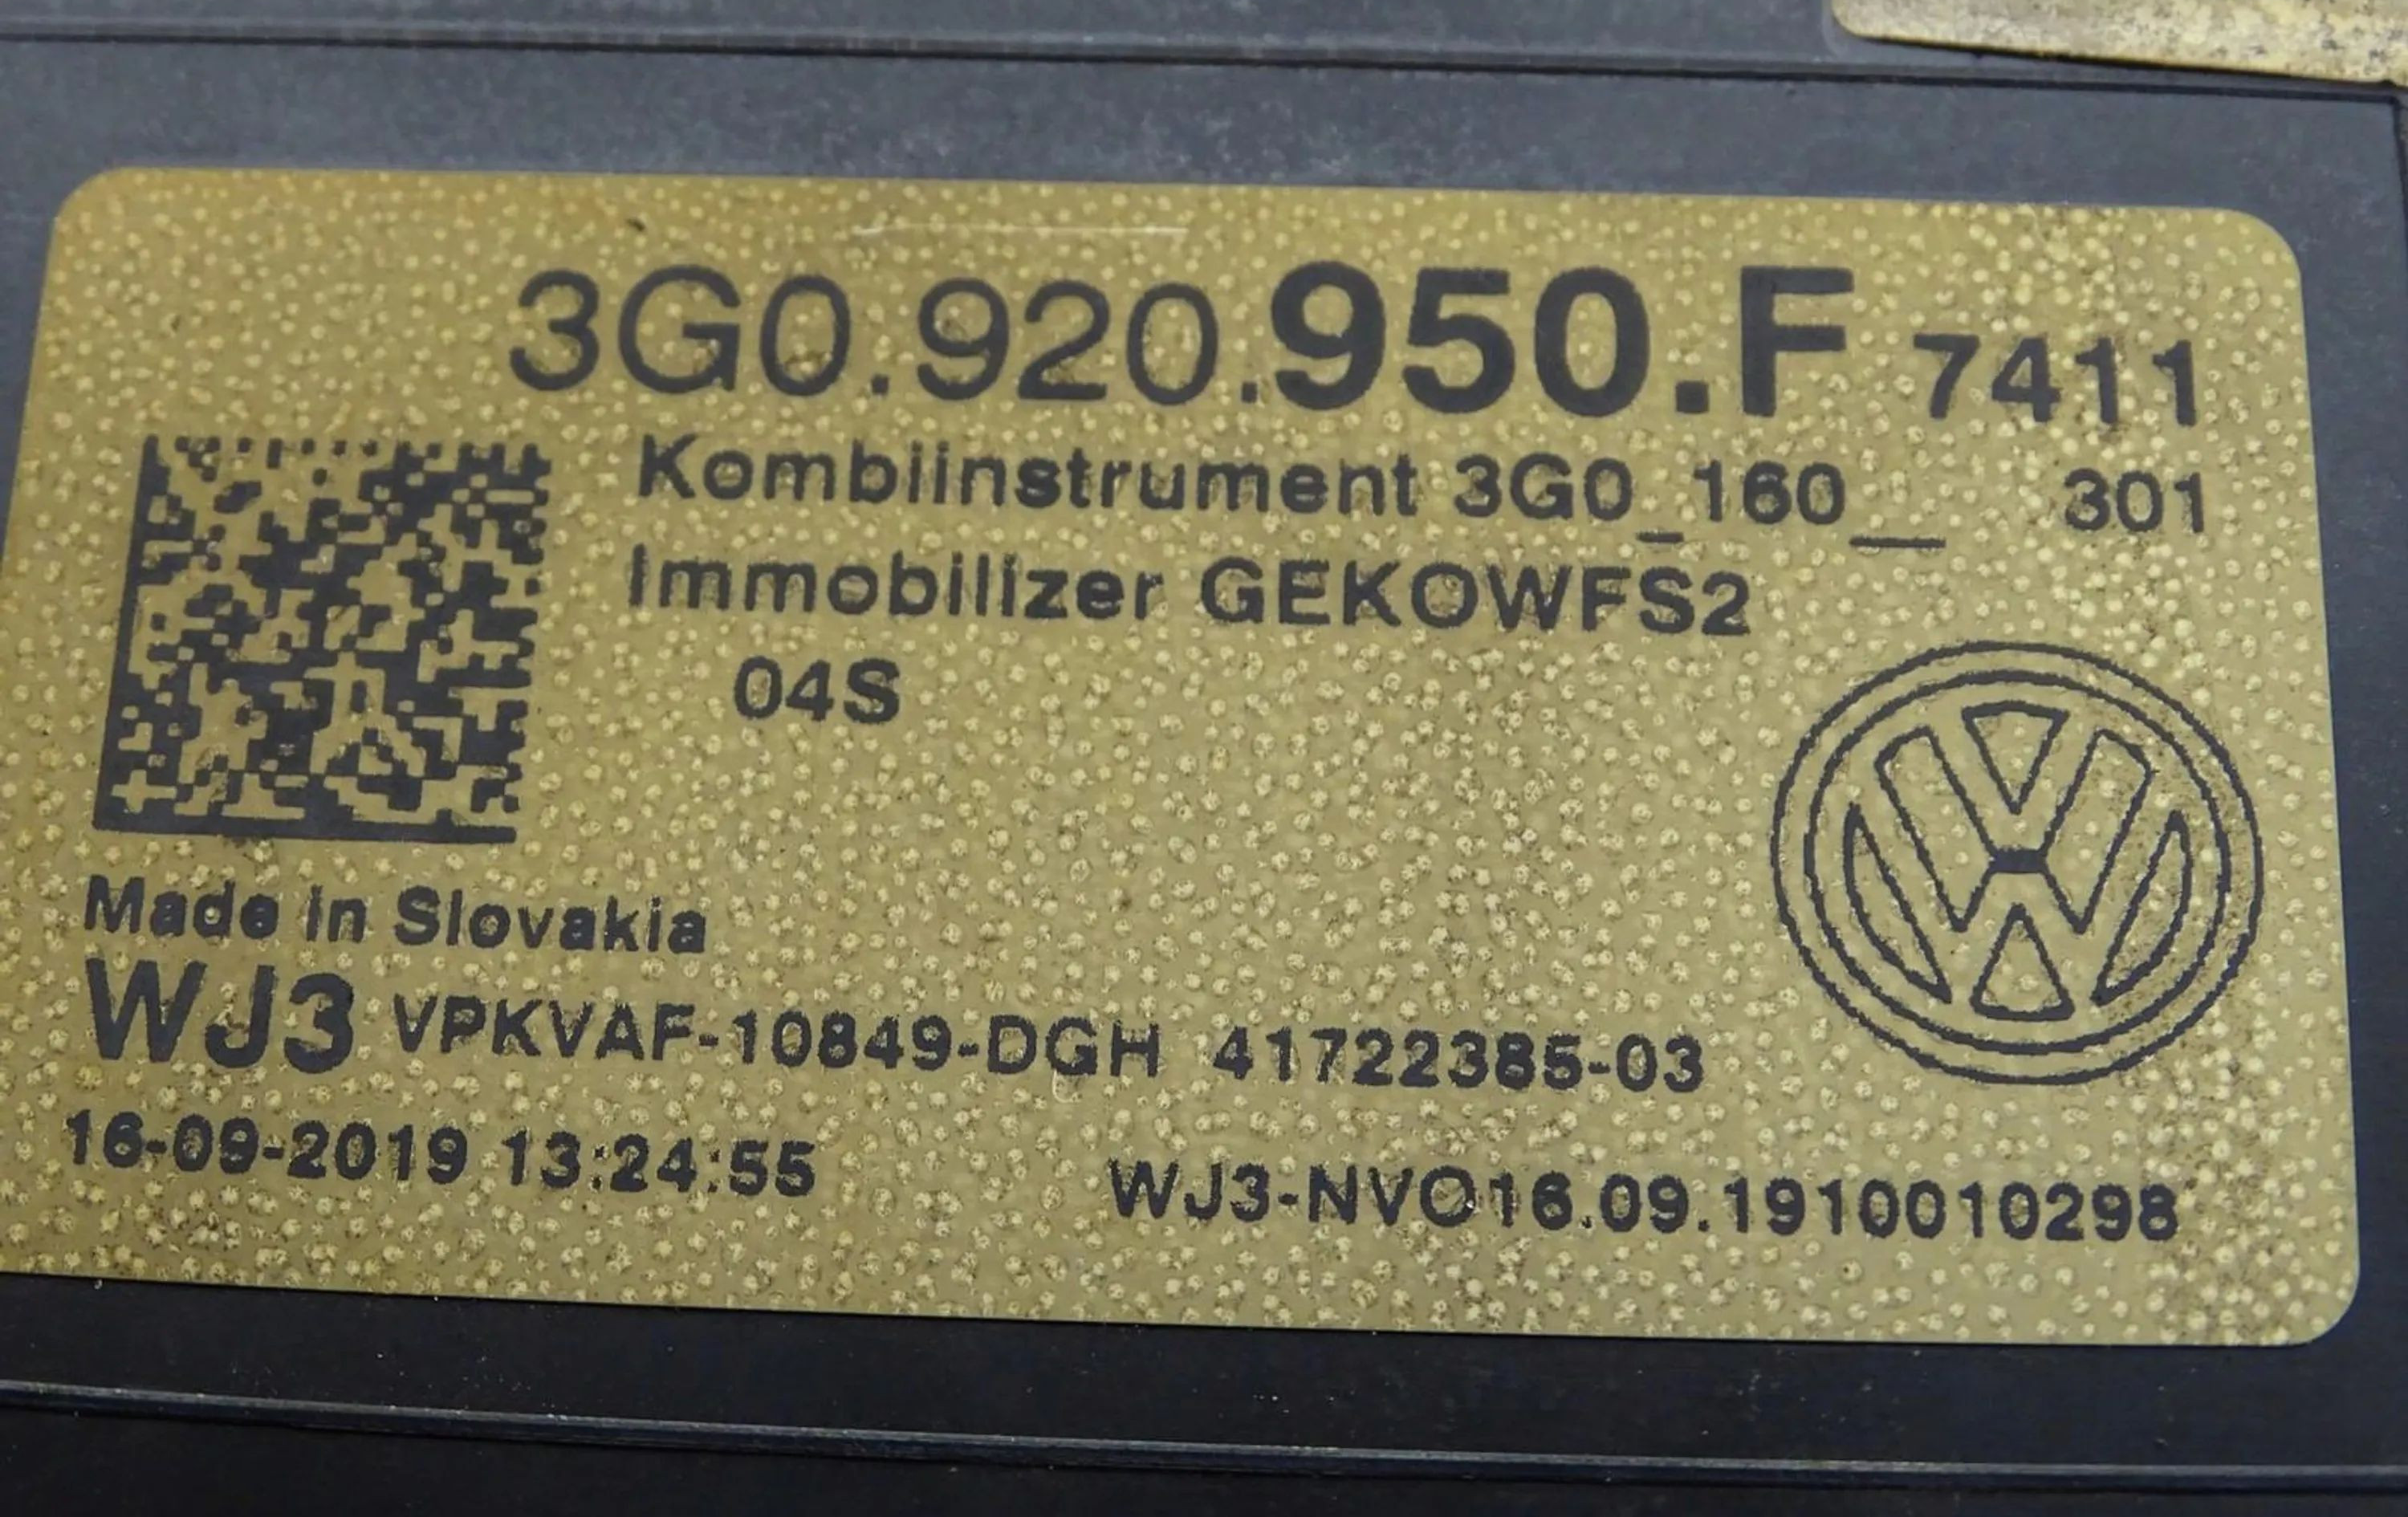 3G0.920.950.F 7411
Kombiinstrument 3G0_160__ 301
Immobilizer GEKOWFS2
04S
Made in Slovakia
WJ3 VPKVAF-10849-DGH 41722385-03
16-09-2019 13:24:55
WJ3-NVO16.09.1910010298